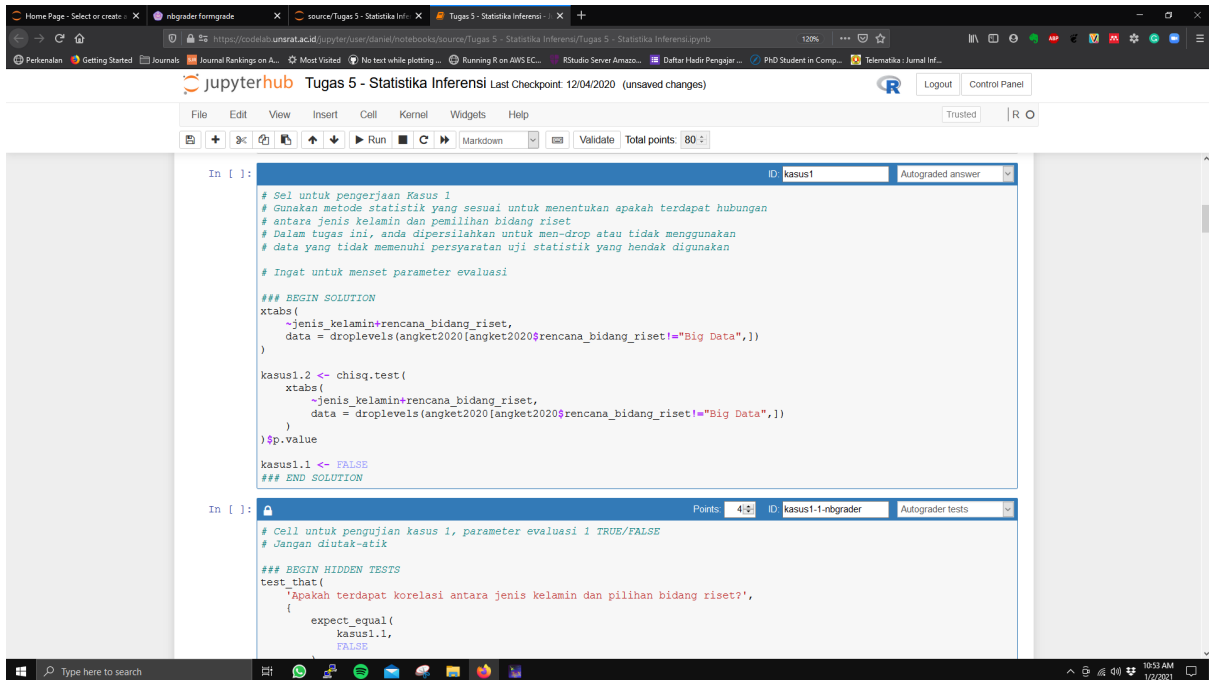 Home Page - Select or create a
nbgrader formgrade
source/Tugas 5 - Statistika Infe
Tugas 5 - Statistika Inferensi - J
https://codelab.unsrat.ac.id/jupyter/user/daniel/notebooks/source/Tugas 5 - Statistika Inferensi/Tugas 5 - Statistika Inferensi.ipynb
120%
Perkenalan
Getting Started
Journals
Journal Rankings on A...
Most Visited
No text while plotting ...
Running R on AWS EC...
RStudio Server Amazo...
Daftar Hadir Pengajar ...
PhD Student in Comp...
Telematika : Jurnal Inf...
jupyterhub Tugas 5 - Statistika Inferensi Last Checkpoint: 12/04/2020 (unsaved changes)
Logout
Control Panel
File Edit View Insert Cell Kernel Widgets Help
Trusted
R
Run
Markdown
Validate
Total points: 80
In [ ]:
ID: kasus1
Autograded answer
# Sel untuk pengerjaan Kasus 1
# Gunakan metode statistik yang sesuai untuk menentukan apakah terdapat hubungan
# antara jenis kelamin dan pemilihan bidang riset
# Dalam tugas ini, anda dipersilahkan untuk men-drop atau tidak menggunakan
# data yang tidak memenuhi persyaratan uji statistik yang hendak digunakan
# Ingat untuk menset parameter evaluasi
### BEGIN SOLUTION
xtabs(
~jenis_kelamin+rencana_bidang_riset,
data = droplevels(angket2020[angket2020$rencana_bidang_riset!="Big Data",])
)
kasus1.2 <- chisq.test(
xtabs(
~jenis_kelamin+rencana_bidang_riset,
data = droplevels(angket2020[angket2020$rencana_bidang_riset!="Big Data",])
)
)$p.value
kasus1.1 <- FALSE
### END SOLUTION
In [ ]:
Points: 4
ID: kasus1-1-nbgrader
Autograder tests
# Cell untuk pengujian kasus 1, parameter evaluasi 1 TRUE/FALSE
# Jangan diutak-atik
### BEGIN HIDDEN TESTS
test_that(
'Apakah terdapat korelasi antara jenis kelamin dan pilihan bidang riset?',
{
expect_equal(
kasus1.1,
FALSE
Type here to search
10:53 AM
1/2/2021